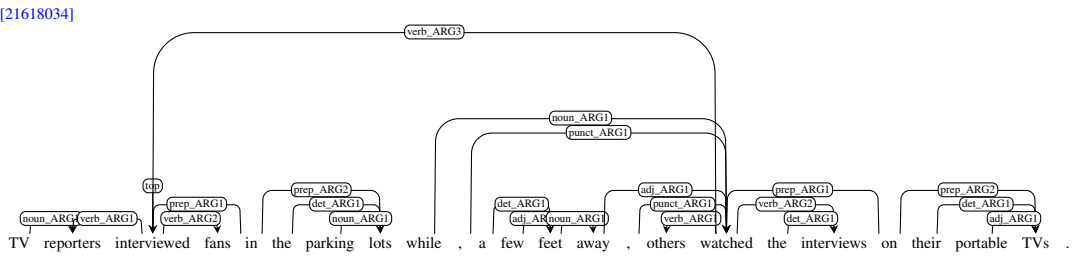 [21618034]
verb_ARG3
noun_ARG1
punct_ARG1
top
prep_ARG2 adj_ARG1 prep_ARG1 prep_ARG2
prep_ARG1 det_ARG1 det_ARG1 punct_ARG1 verb_ARG2 det_ARG1
noun_ARG1 verb_ARG1 verb_ARG2 noun_ARG1 adj_ARG1 noun_ARG1 verb_ARG1 det_ARG1 adj_ARG1
TV reporters interviewed fans in the parking lots while , a few feet away , others watched the interviews on their portable TVs .